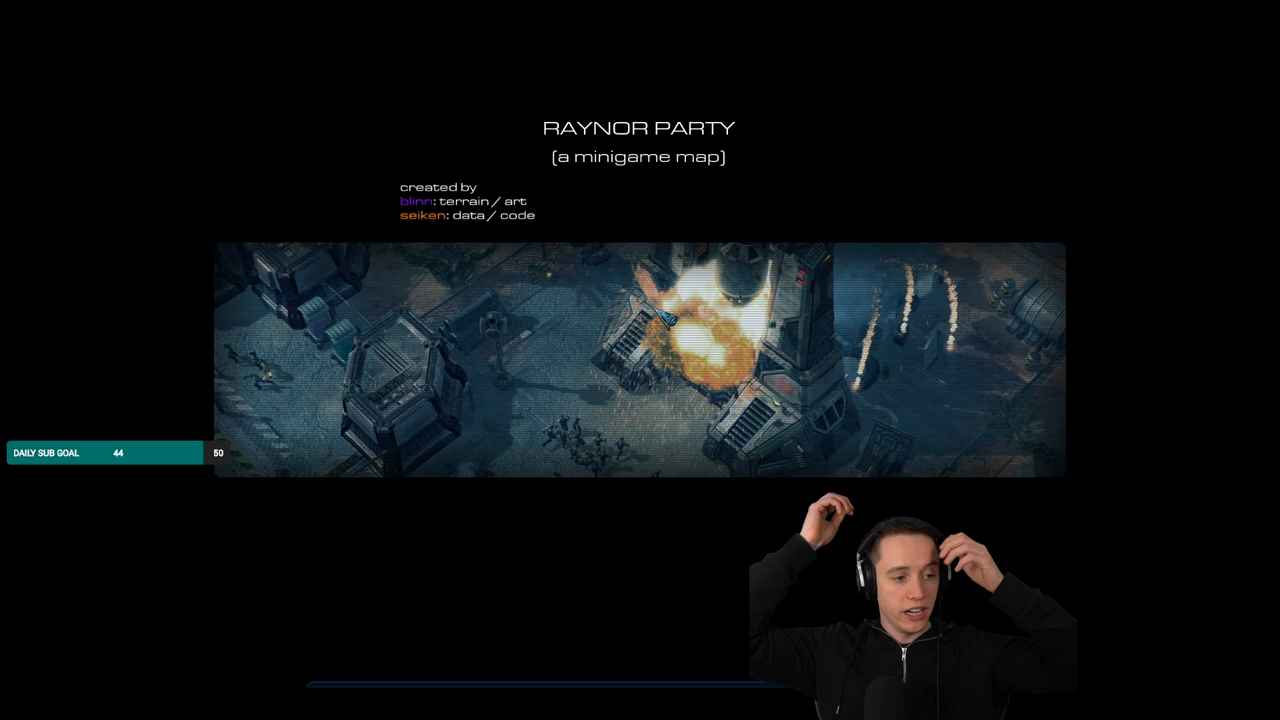 RAYNOR PARTY
(a minigame map)
created by
blinn: terrain / art
seiken: data / code
DAILY SUB GOAL 44 50